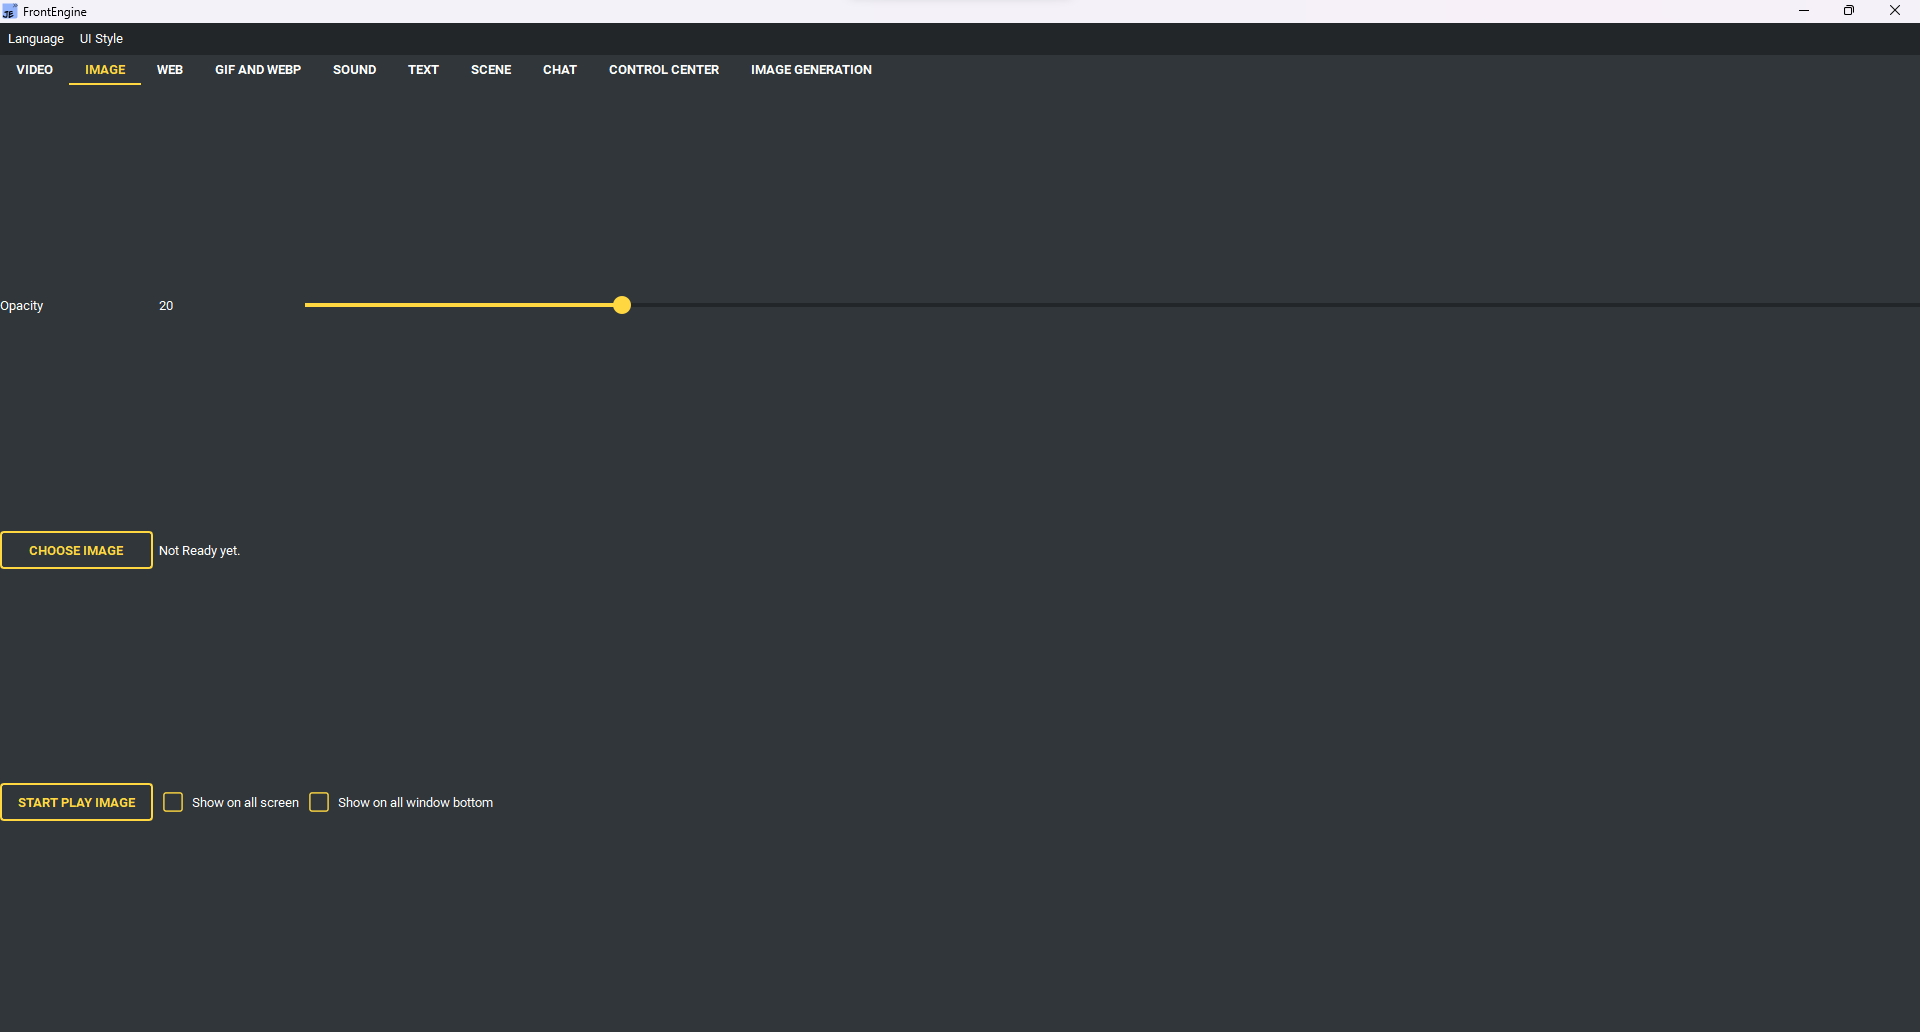 FrontEngine
Language UI Style
VIDEO IMAGE WEB GIF AND WEBP SOUND TEXT SCENE CHAT CONTROL CENTER IMAGE GENERATION
Opacity 20
CHOOSE IMAGE Not Ready yet.
START PLAY IMAGE Show on all screen Show on all window bottom